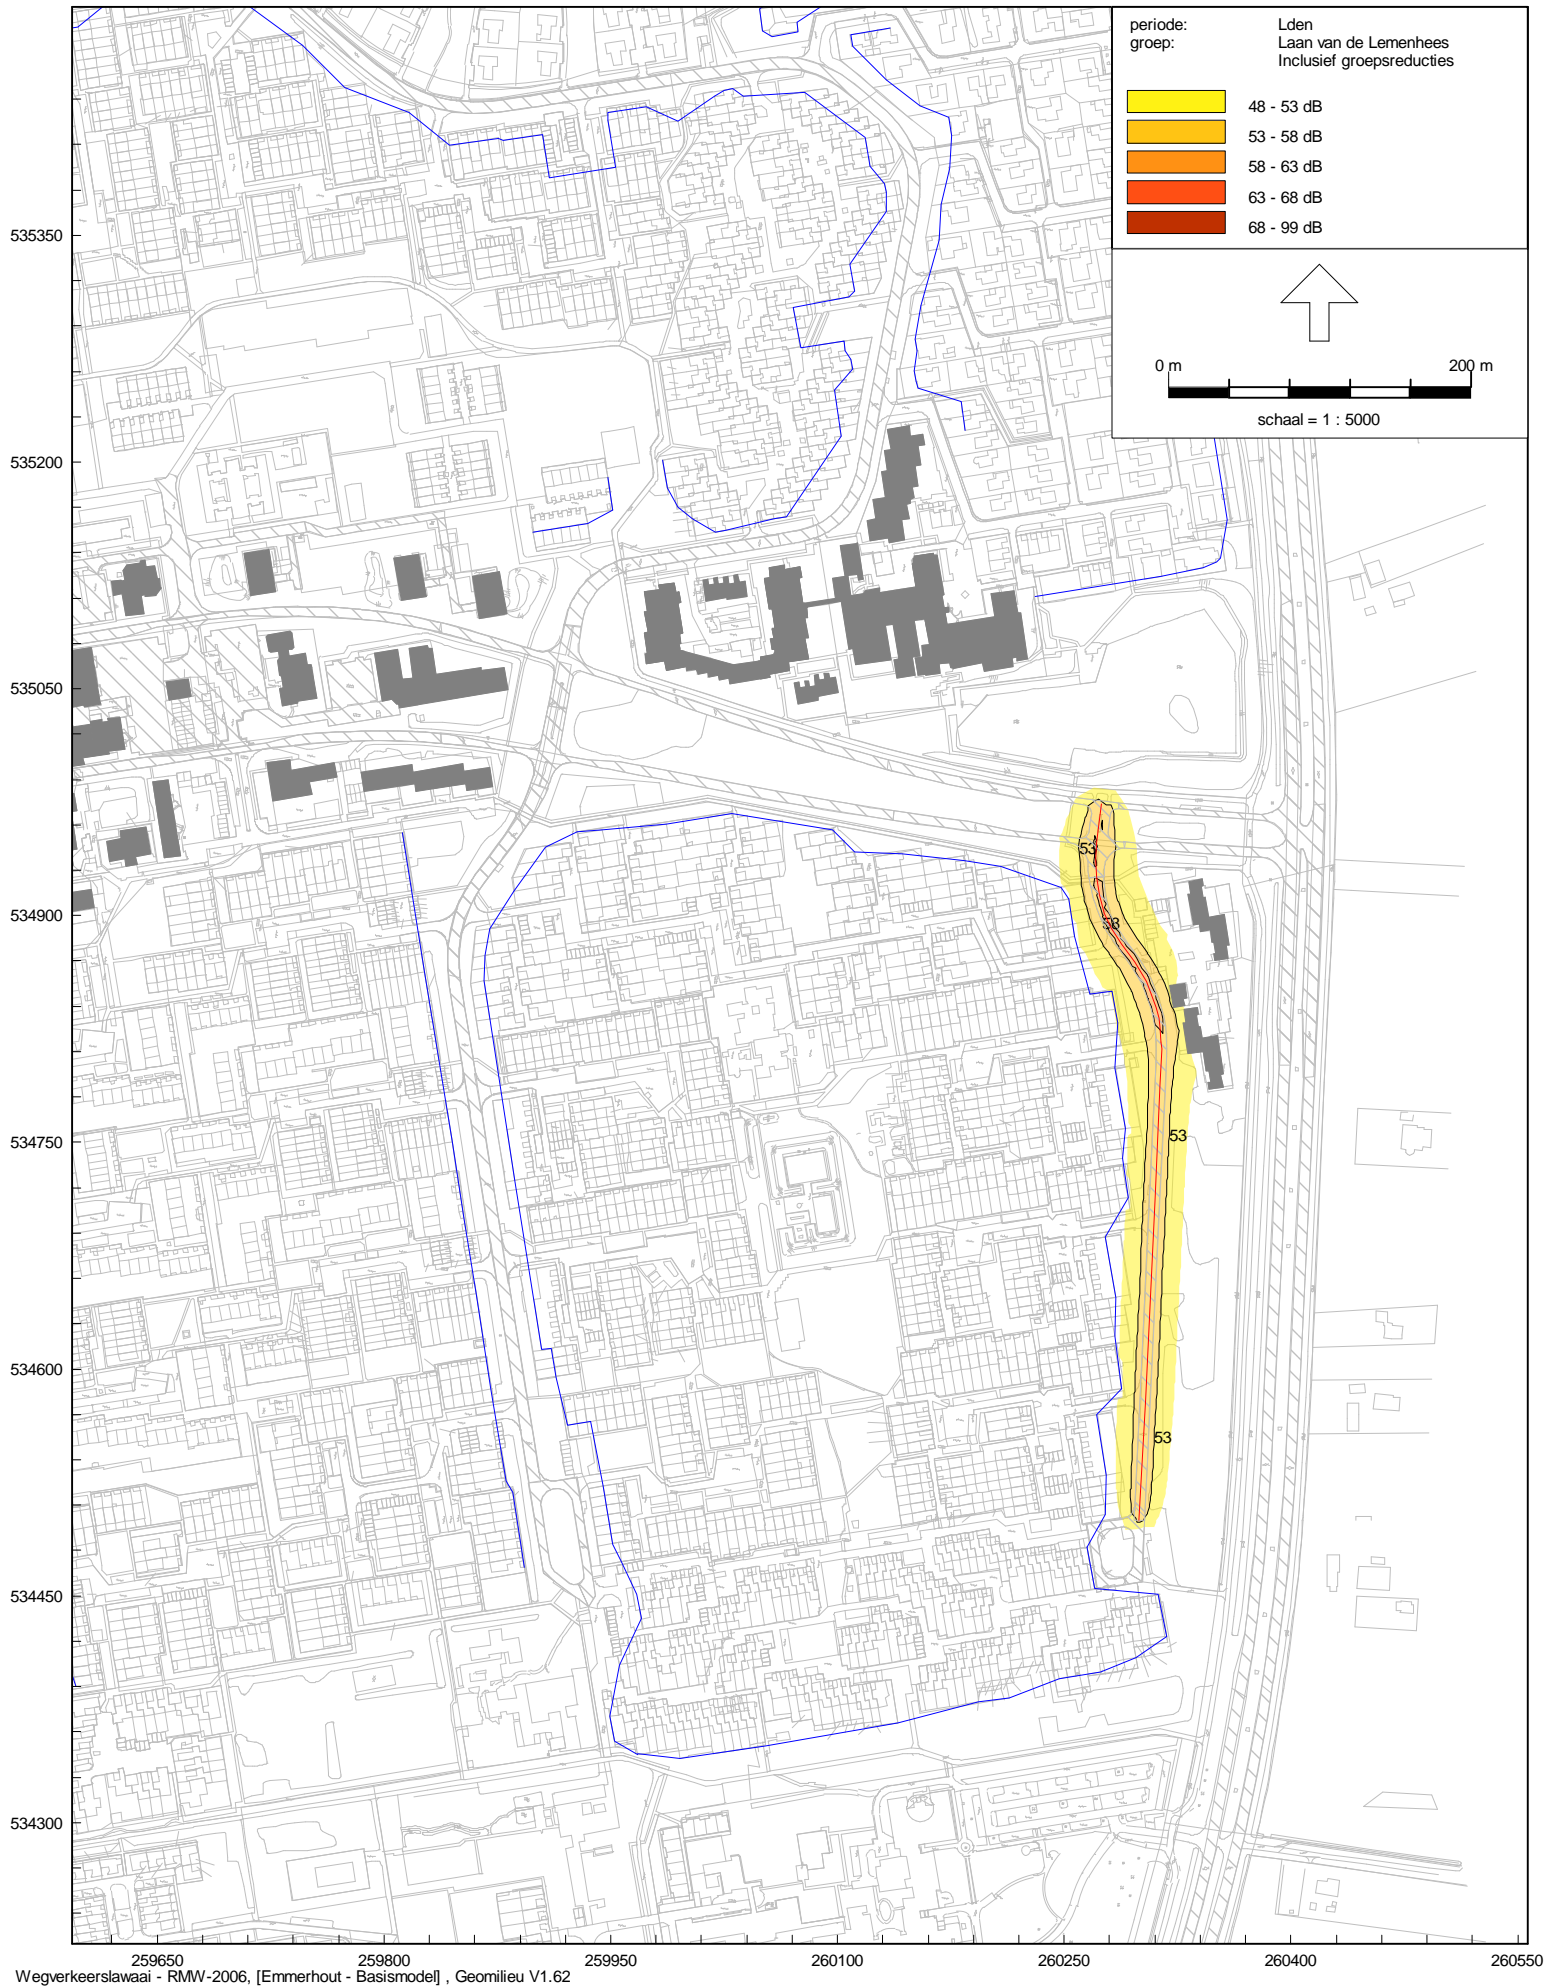 periode: Lden
groep: Laan van de Lemenhees
Inclusief groepsreducties
48 - 53 dB
53 - 58 dB
58 - 63 dB
63 - 68 dB
68 - 99 dB
0 m 200 m
schaal = 1 : 5000
535350
535200
535050
534900
534750
534600
534450
534300
53
58
53
53
259650 259800 259950 260100 260250 260400 260550
Wegverkeerslawaai - RMW-2006, [Emmerhout - Basismodel] , Geomilieu V1.62